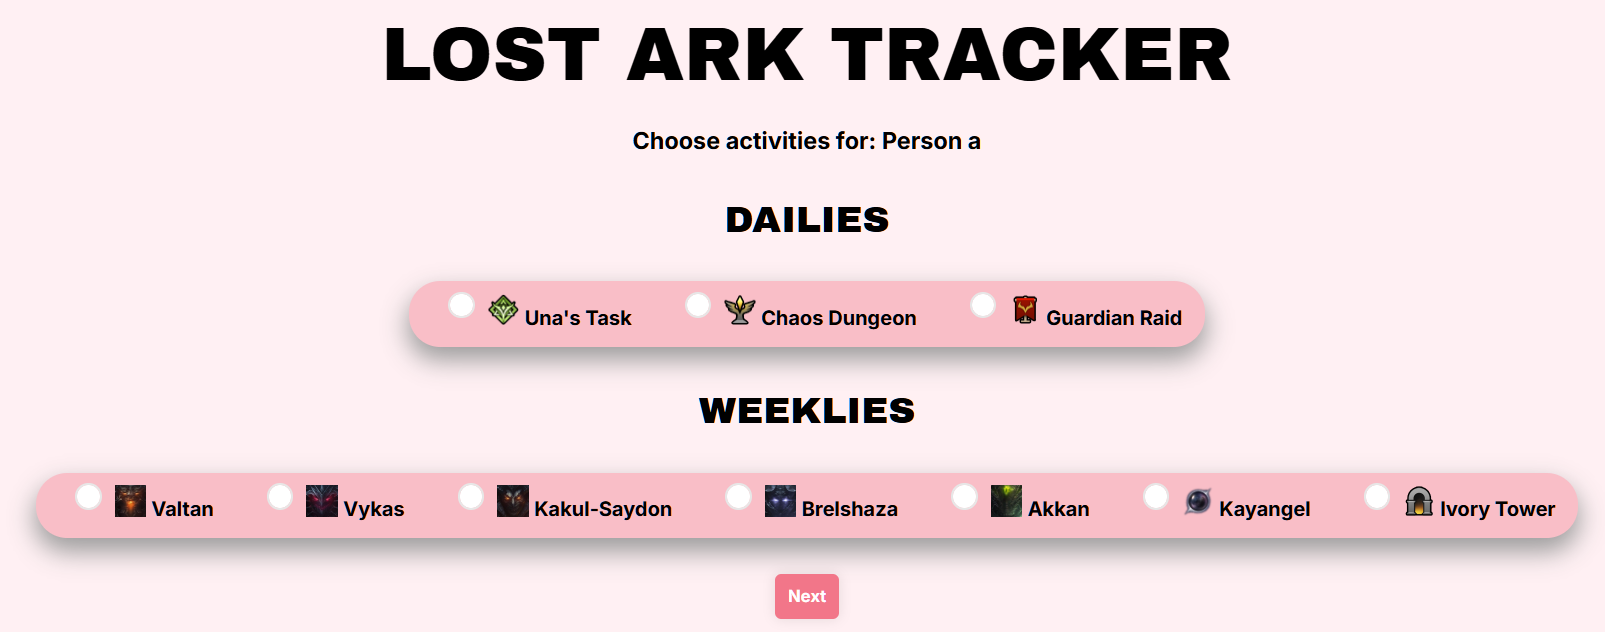 LOST ARK TRACKER
Choose activities for: Person a
DAILIES
Una's Task Chaos Dungeon Guardian Raid
WEEKLIES
Valtan Vykas Kakul-Saydon Brelshaza Akkan Kayangel Ivory Tower
Next